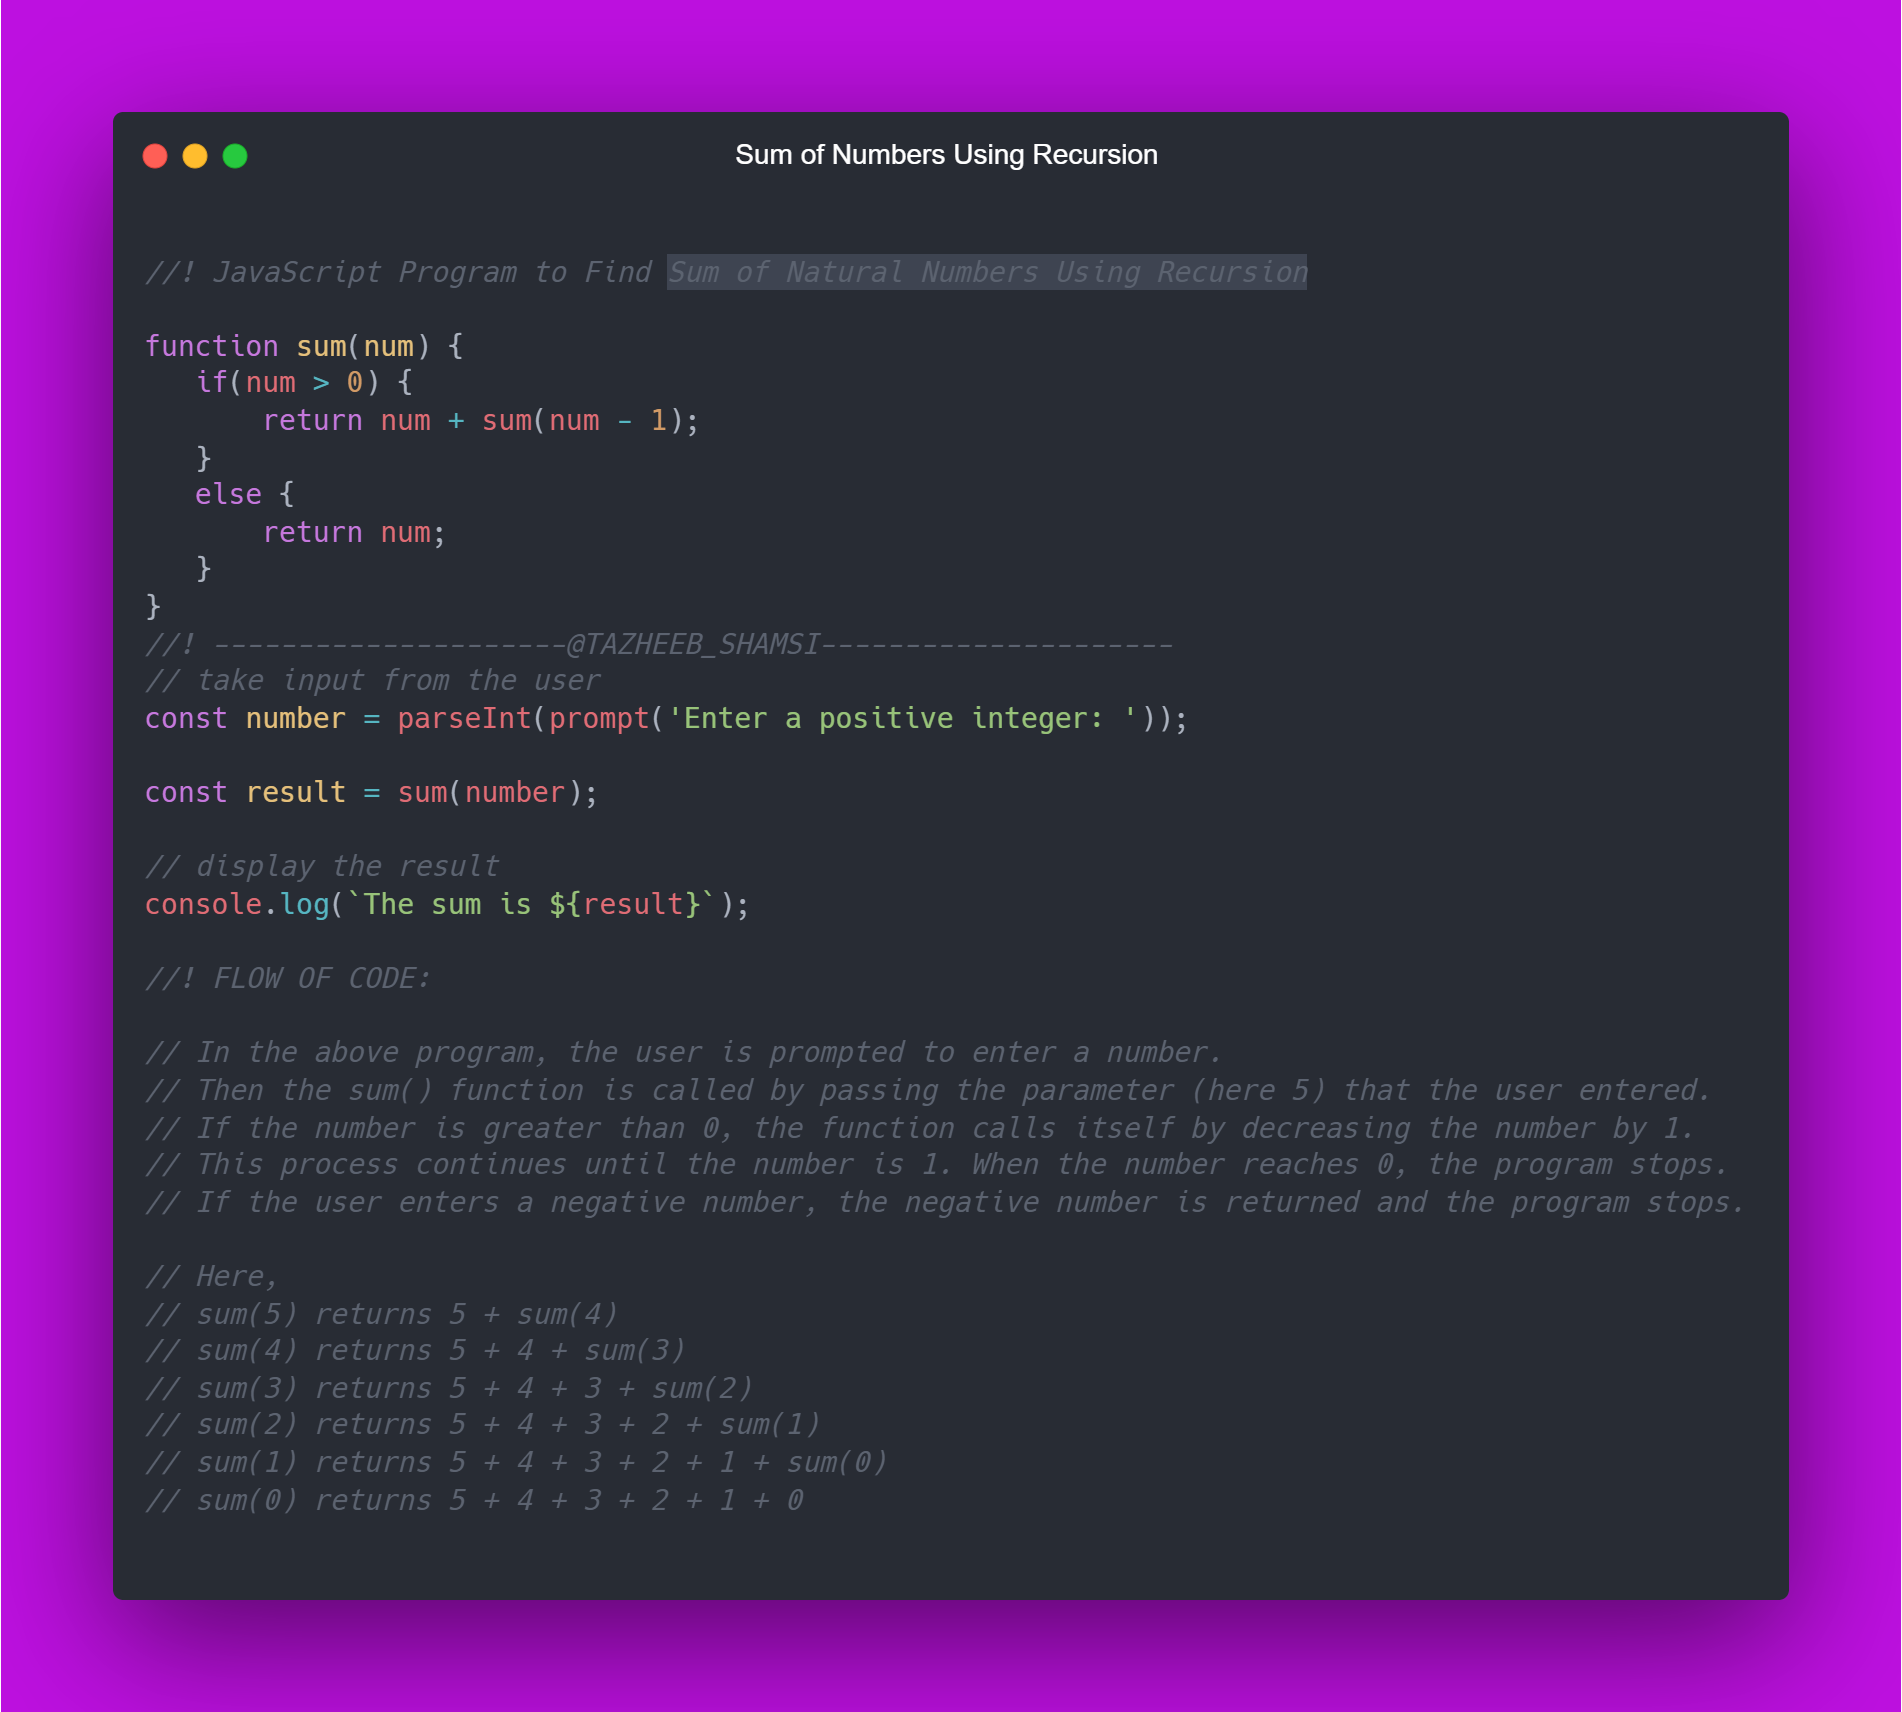 Sum of Numbers Using Recursion
//! JavaScript Program to Find Sum of Natural Numbers Using Recursion
function sum(num) {
   if(num > 0) {
       return num + sum(num - 1);
   }
   else {
       return num;
   }
}
//! ---------------------@TAZHEEB_SHAMSI---------------------
// take input from the user
const number = parseInt(prompt('Enter a positive integer: '));
const result = sum(number);
// display the result
console.log(`The sum is ${result}`);
//! FLOW OF CODE:
// In the above program, the user is prompted to enter a number.
// Then the sum() function is called by passing the parameter (here 5) that the user entered.
// If the number is greater than 0, the function calls itself by decreasing the number by 1.
// This process continues until the number is 1. When the number reaches 0, the program stops.
// If the user enters a negative number, the negative number is returned and the program stops.
// Here,
// sum(5) returns 5 + sum(4)
// sum(4) returns 5 + 4 + sum(3)
// sum(3) returns 5 + 4 + 3 + sum(2)
// sum(2) returns 5 + 4 + 3 + 2 + sum(1)
// sum(1) returns 5 + 4 + 3 + 2 + 1 + sum(0)
// sum(0) returns 5 + 4 + 3 + 2 + 1 + 0